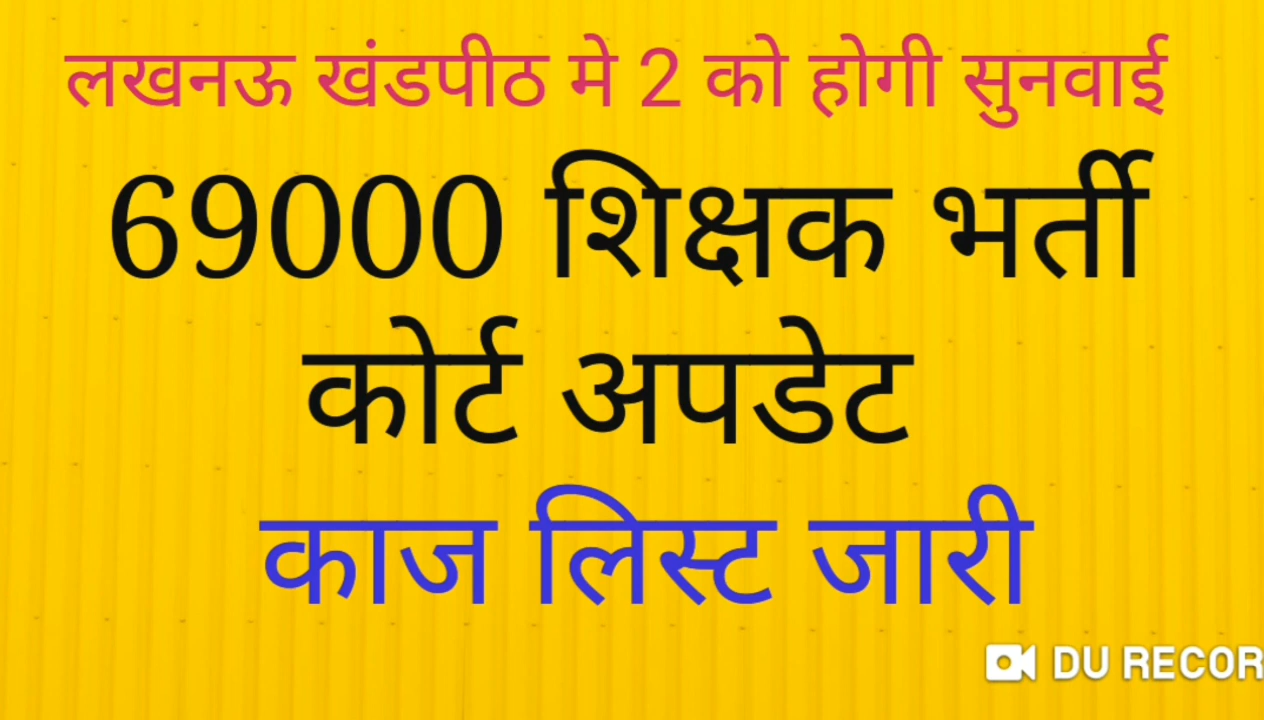 लखनऊ खंडपीठ मे 2 को होगी सुनवाई
69000 शिक्षक भर्ती
कोर्ट अपडेट
काज लिस्ट जारी
DU RECOR